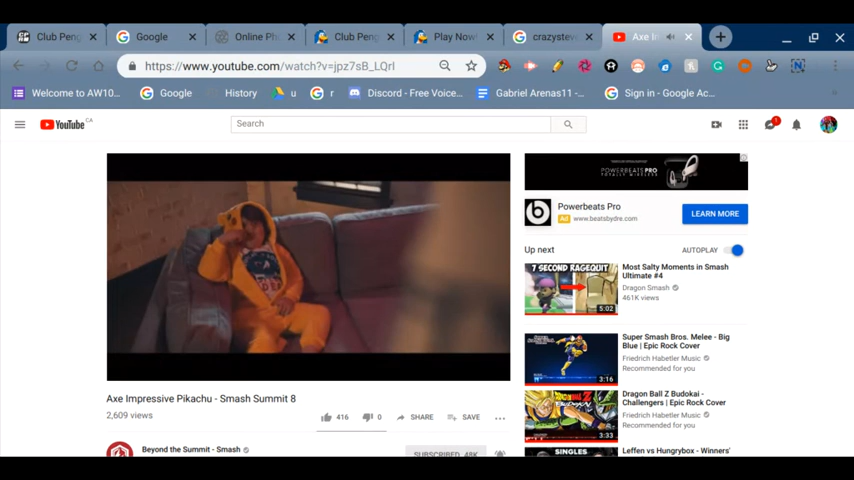 Club Peng
Google
Online Ph
Club Peng
Play Now!
crazystev
Axe I
https://www.youtube.com/watch?v=jpz7sB_LQrI
Welcome to AW10...
Google
History
u
r
Discord - Free Voice...
Gabriel Arenas11 -...
Sign in - Google Ac...
YouTube CA
Search
1
POWERBEATS PRO
TOTALLY WIRELESS
Powerbeats Pro
Ad www.beatsbydre.com
LEARN MORE
Up next
AUTOPLAY
7 SECOND RAGEQUIT
5:02
Most Salty Moments in Smash
Ultimate #4
Dragon Smash
461K views
3:16
Super Smash Bros. Melee - Big
Blue | Epic Rock Cover
Friedrich Habetler Music
Recommended for you
3:33
Dragon Ball Z Budokai -
Challengers | Epic Rock Cover
Friedrich Habetler Music
Recommended for you
SINGLES
Leffen vs Hungrybox - Winners'
Axe Impressive Pikachu - Smash Summit 8
2,609 views
416
0
SHARE
SAVE
Beyond the Summit - Smash
SUBSCRIBED 48K